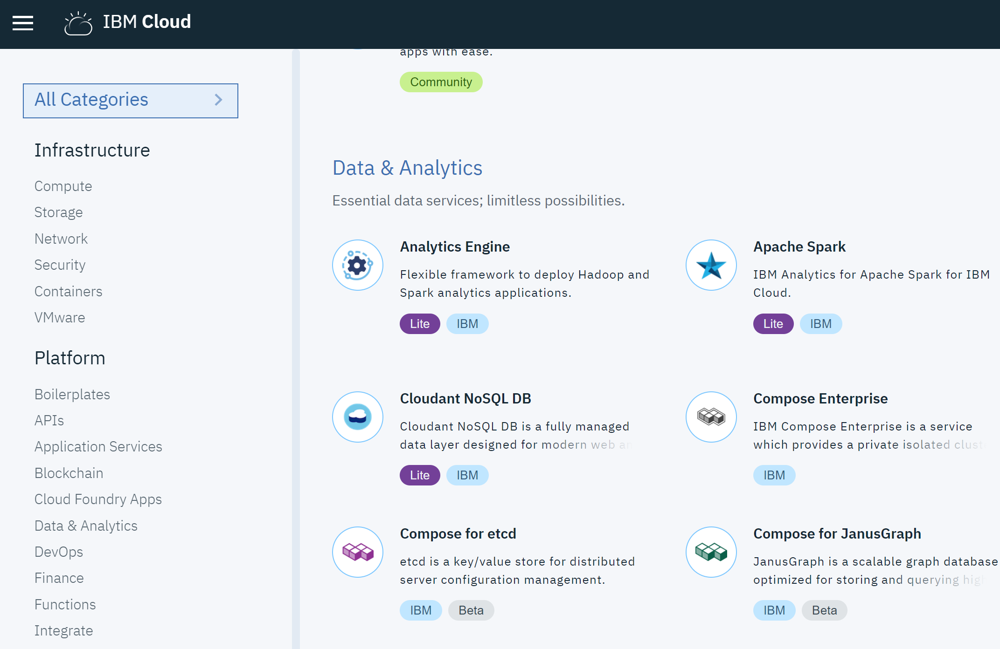 IBM Cloud
All Categories
Infrastructure
Compute
Storage
Network
Security
Containers
VMware
Platform
Boilerplates
APIs
Application Services
Blockchain
Cloud Foundry Apps
Data & Analytics
DevOps
Finance
Functions
Integrate
apps with ease.
Community
Data & Analytics
Essential data services; limitless possibilities.
Analytics Engine
Flexible framework to deploy Hadoop and
Spark analytics applications.
Lite IBM
Apache Spark
IBM Analytics for Apache Spark for IBM
Cloud.
Lite IBM
Cloudant NoSQL DB
Cloudant NoSQL DB is a fully managed
data layer designed for modern web an
Lite IBM
Compose Enterprise
IBM Compose Enterprise is a service
which provides a private isolated clust
IBM
Compose for etcd
etcd is a key/value store for distributed
server configuration management.
IBM Beta
Compose for JanusGraph
JanusGraph is a scalable graph database
optimized for storing and querying high
IBM Beta